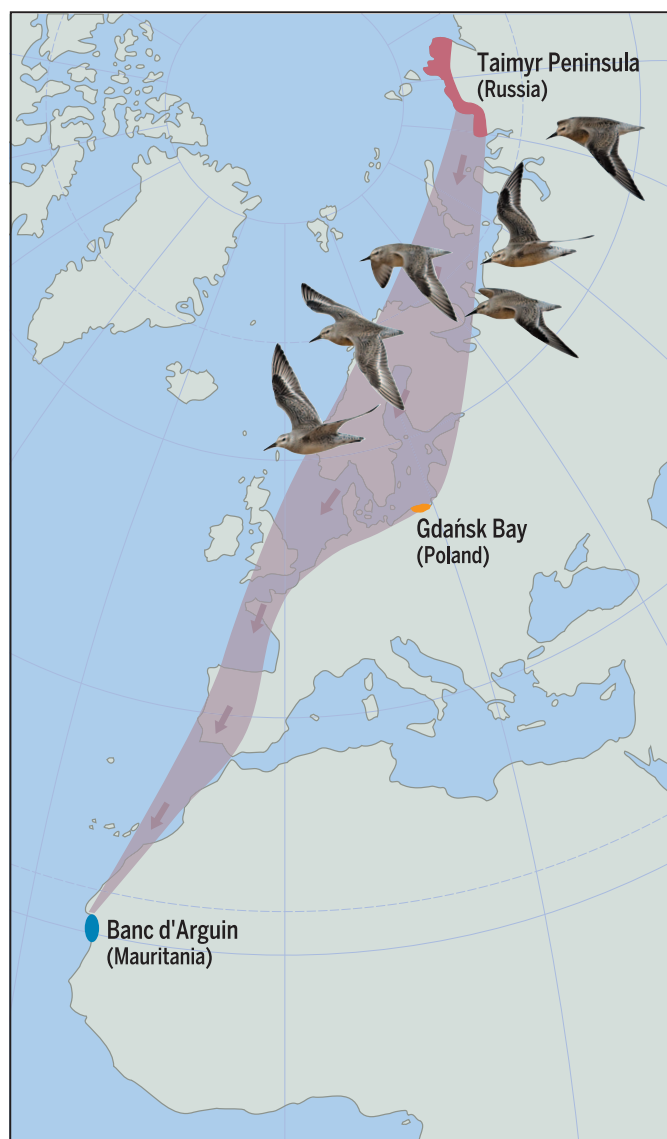 Taimyr Peninsula
(Russia)
Gdańsk Bay
(Poland)
Banc d'Arguin
(Mauritania)